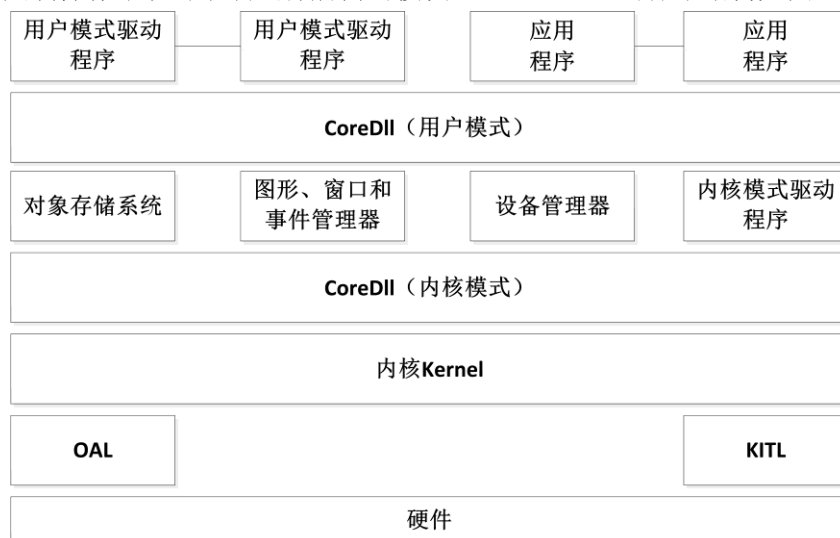 用户模式驱动
程序
用户模式驱动
程序
应用
程序
应用
程序
CoreDll（用户模式）
对象存储系统
图形、窗口和
事件管理器
设备管理器
内核模式驱动
程序
CoreDll（内核模式）
内核Kernel
OAL
KITL
硬件